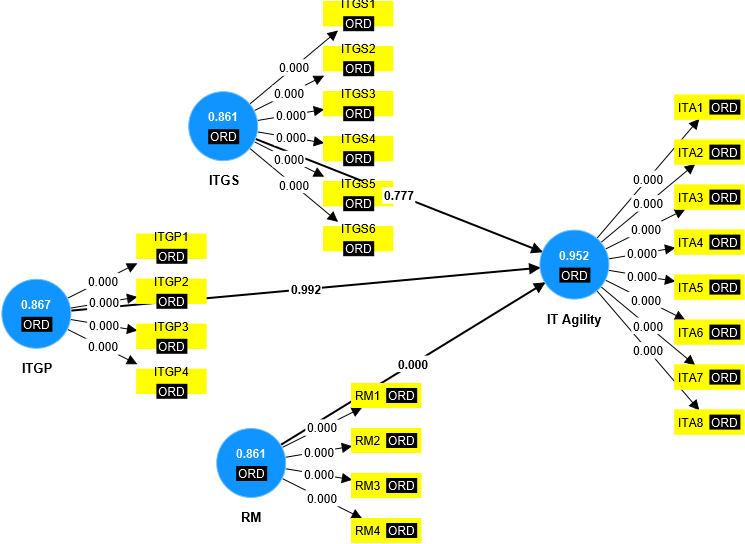 ITGS1
ORD
ITGS2
ORD
ITGS3
ORD
ITGS4
ORD
ITGS5
ORD
ITGS6
ORD
0.000
0.000
0.000
0.000
0.000
0.000
0.861
ORD
ITGS
0.777
ITGP1
ORD
ITGP2
ORD
ITGP3
ORD
ITGP4
ORD
0.000
0.000
0.000
0.000
0.867
ORD
ITGP
0.992
0.000
RM1 ORD
RM2 ORD
RM3 ORD
RM4 ORD
0.000
0.000
0.000
0.000
0.861
ORD
RM
0.952
ORD
IT Agility
0.000
0.000
0.000
0.000
0.000
0.000
0.000
0.000
ITA1 ORD
ITA2 ORD
ITA3 ORD
ITA4 ORD
ITA5 ORD
ITA6 ORD
ITA7 ORD
ITA8 ORD